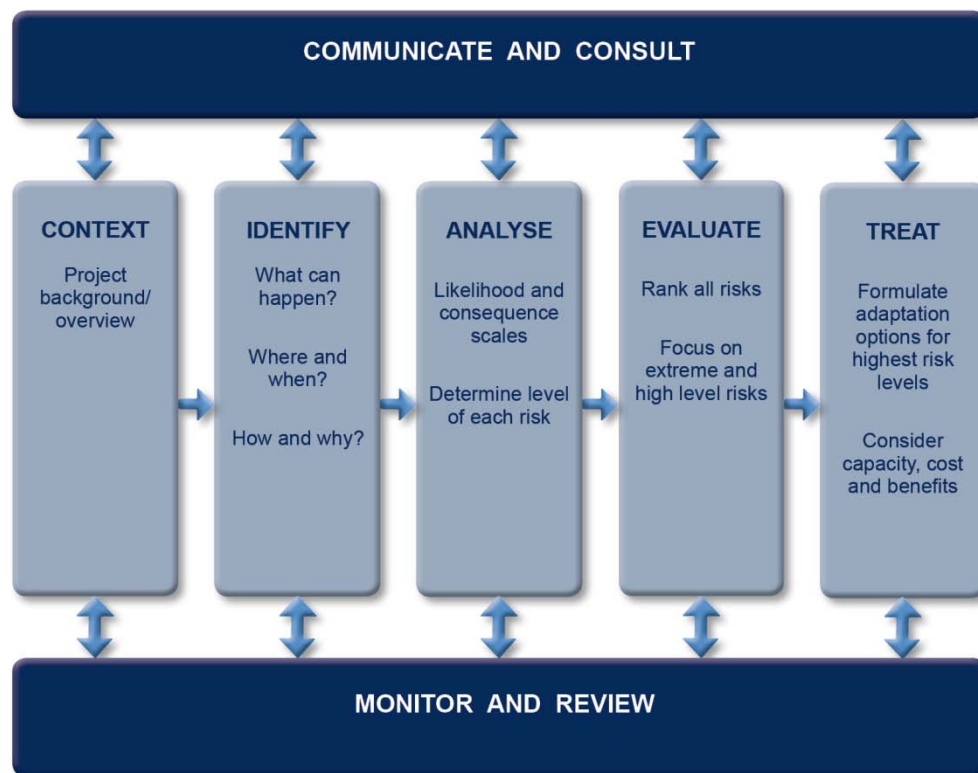 COMMUNICATE AND CONSULT
CONTEXT
Project
background/
overview
IDENTIFY
What can
happen?
Where and
when?
How and why?
ANALYSE
Likelihood and
consequence
scales
Determine level
of each risk
EVALUATE
Rank all risks
Focus on
extreme and
high level risks
TREAT
Formulate
adaptation
options for
highest risk
levels
Consider
capacity, cost
and benefits
MONITOR AND REVIEW